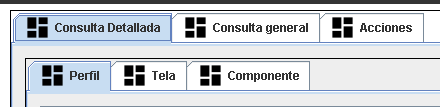 Consulta Detallada Consulta general Acciones
Perfil Tela Componente